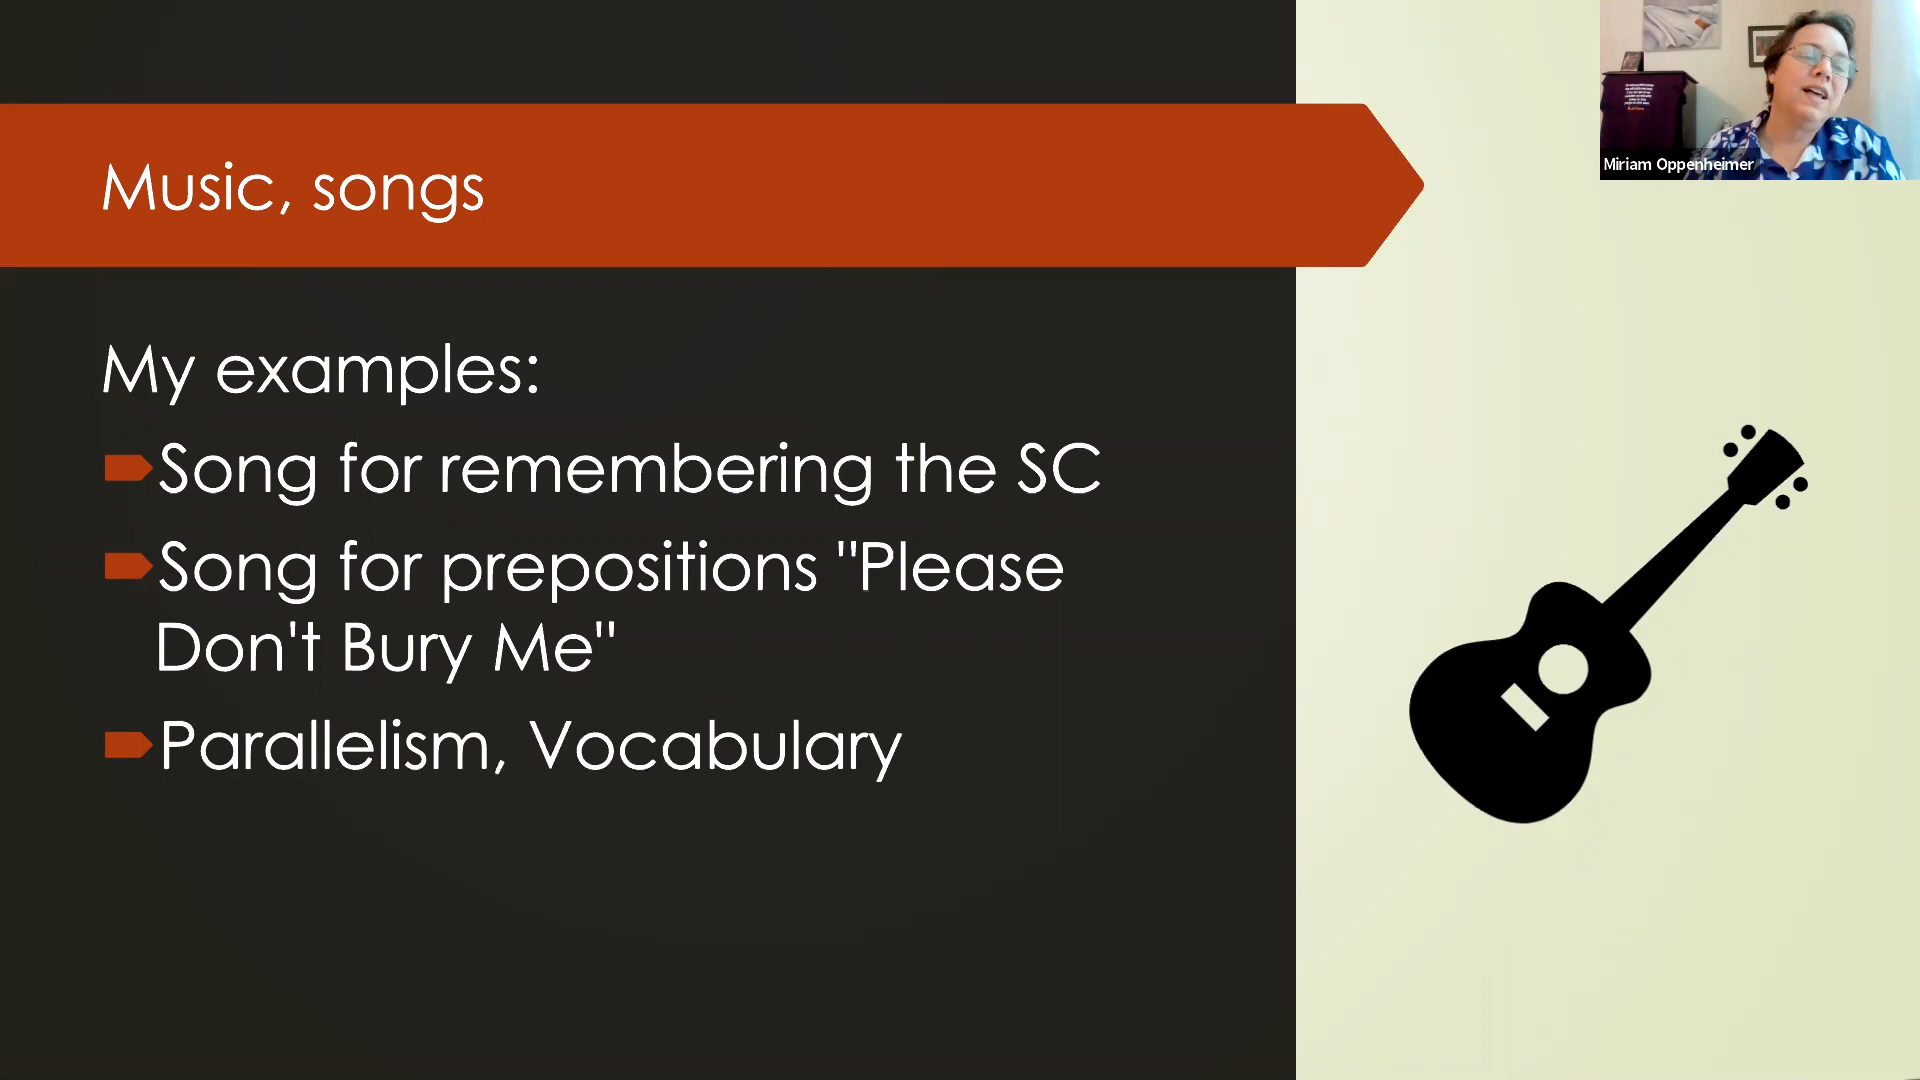 Music, songs
My examples:
Song for remembering the SC
Song for prepositions "Please
Don't Bury Me"
Parallelism, Vocabulary
Miriam Oppenheimer